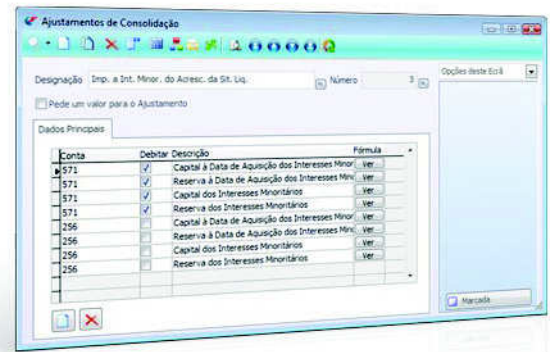 Ajustamentos de Consolidação
Designação Imp. a Int. Minor. do Acresc. da Sit. Liq. Número 3
Opções deste Ecrã
Pede um valor para o Ajustamento
Dados Principais
Conta Debitar Descrição Fórmula
571 Capital à Data de Aquisição dos Interesses Minor Ver
571 Reserva à Data de Aquisição dos Interesses Mino Ver
571 Capital dos Interesses Minoritários Ver
571 Reserva dos Interesses Minoritários Ver
256 Capital à Data de Aquisição dos Interesses Minor Ver
256 Reserva à Data de Aquisição dos Interesses Mino Ver
256 Capital dos Interesses Minoritários Ver
256 Reserva dos Interesses Minoritários Ver
Marcada